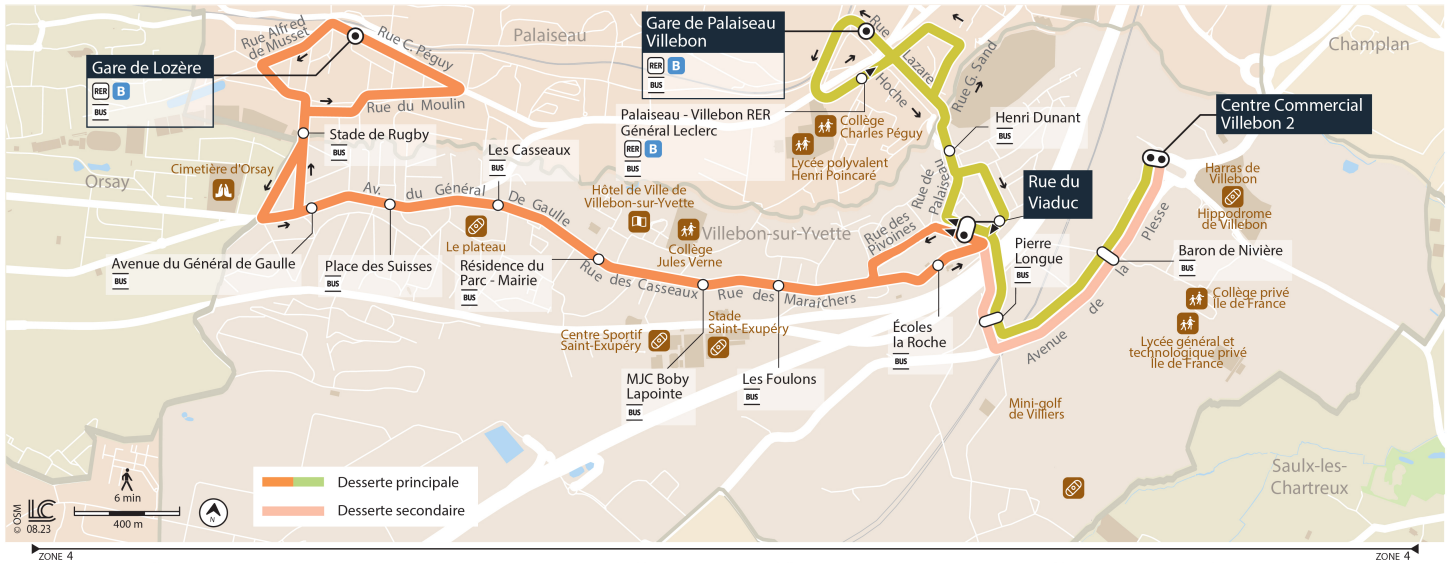 Rue Alfred
de Musset
Rue C. Péguy
Palaiseau
Gare de Palaiseau
Villebon
RER B
BUS
Rue
Lazare
Hoche
Rue G. Sand
Champlan
Gare de Lozère
RER B
BUS
Rue du Moulin
Stade de Rugby
BUS
Palaiseau - Villebon RER
Général Leclerc
RER B
BUS
Collège
Charles Péguy
Lycée polyvalent
Henri Poincaré
Henri Dunant
BUS
Centre Commercial
Villebon 2
Cimetière d'Orsay
Orsay
Les Casseaux
BUS
Av. du Général De Gaulle
Hôtel de Ville de
Villebon-sur-Yvette
Rue de
Palaiseau
Rue du
Viaduc
Harras de
Villebon
Hippodrome
de Villebon
Le plateau
Collège
Jules Verne
Villebon-sur-Yvette
Rue des
Pivoines
Avenue du Général de Gaulle
BUS
Place des Suisses
BUS
Résidence du
Parc - Mairie
BUS
Rue des Casseaux
Rue des Maraîchers
Pierre
Longue
BUS
Baron de Nivière
BUS
Avenue de la Plesse
Collège privé
Ile de France
Lycée général et
technologique privé
Ile de France
Centre Sportif
Saint-Exupéry
Stade
Saint-Exupéry
Écoles
la Roche
BUS
MJC Boby
Lapointe
BUS
Les Foulons
BUS
Mini-golf
de Villiers
Saulx-les-
Chartreux
6 min
400 m
N
© OSM
LC
08.23
Desserte principale
Desserte secondaire
ZONE 4
ZONE 4